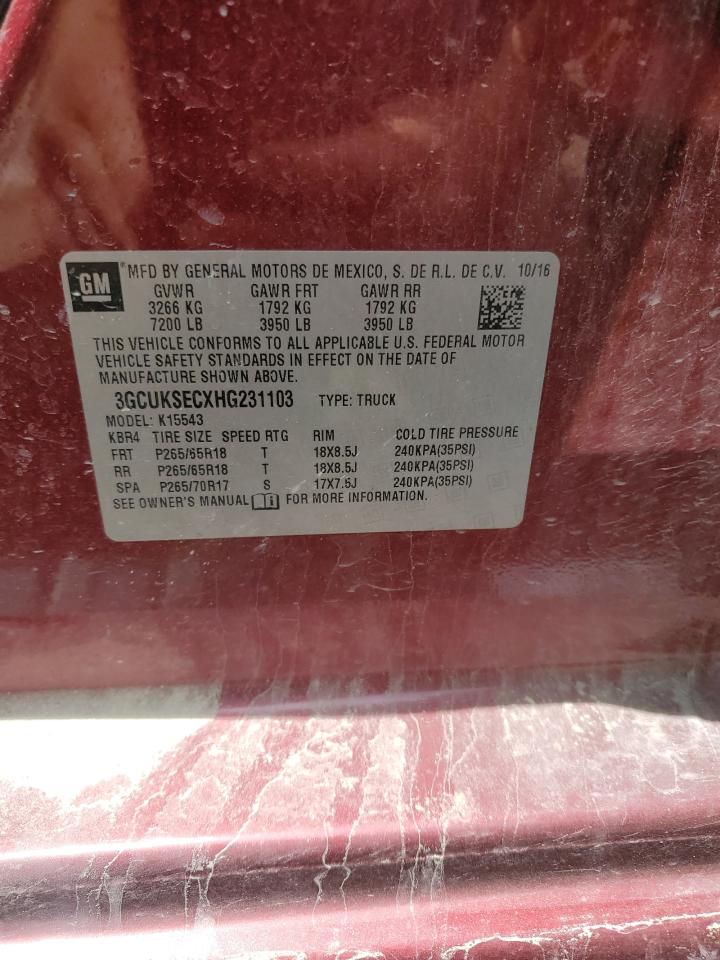 GM *MFD BY GENERAL MOTORS DE MEXICO, S. DE R.L. DE C.V. 10/16
GVWR GAWR FRT GAWR RR
3266 KG 1792 KG 1792 KG
7200 LB 3950 LB 3950 LB
THIS VEHICLE CONFORMS TO ALL APPLICABLE U.S. FEDERAL MOTOR
VEHICLE SAFETY STANDARDS IN EFFECT ON THE DATE OF
MANUFACTURE SHOWN ABOVE.
3GCUKSECXHG231103 TYPE: TRUCK
MODEL: K15543
KBR4 TIRE SIZE SPEED RTG RIM COLD TIRE PRESSURE
FRT P265/65R18 T 18X8.5J 240KPA(35PSI)
RR P265/65R18 T 18X8.5J 240KPA(35PSI)
SPA P265/70R17 S 17X7.5J 240KPA(35PSI)
SEE OWNER'S MANUAL FOR MORE INFORMATION.